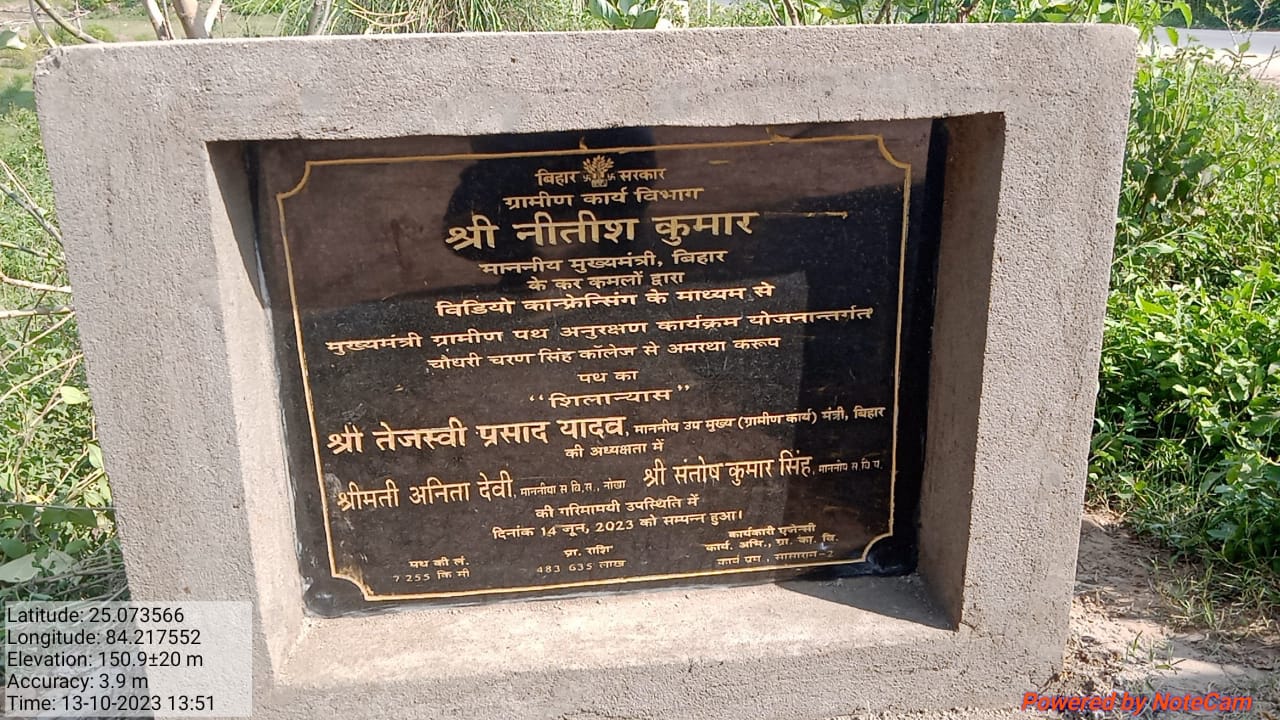 बिहार सरकार
ग्रामीण कार्य विभाग
श्री नीतीश कुमार
माननीय मुख्यमंत्री, बिहार
के कर कमलों द्वारा
विडियो कान्फ्रेन्सिंग के माध्यम से
मुख्यमंत्री ग्रामीण पथ अनुरक्षण कार्यक्रम योजनान्तर्गत
चौधरी चरण सिंह कॉलेज से अमरथा करूप
पथ का
‘‘शिलान्यास’’
श्री तेजस्वी प्रसाद यादव, माननीय उप मुख्य (ग्रामीण कार्य) मंत्री, बिहार
की अध्यक्षता में
श्रीमती अनिता देवी, माननीया स.वि.स., नोखा श्री संतोष कुमार सिंह, माननीय स.वि.प.
की गरिमामयी उपस्थिति में
दिनांक 14 जून, 2023 को सम्पन्न हुआ।
पथ की लं. प्रा. राशि कार्यकारी एजेन्सी
7.255 कि मी 483.635 लाख कार्य. अभि., ग्रा. का. वि.
कार्य प्रम., सासाराम-2
Latitude: 25.073566
Longitude: 84.217552
Elevation: 150.9±20 m
Accuracy: 3.9 m
Time: 13-10-2023 13:51
Powered by NoteCam